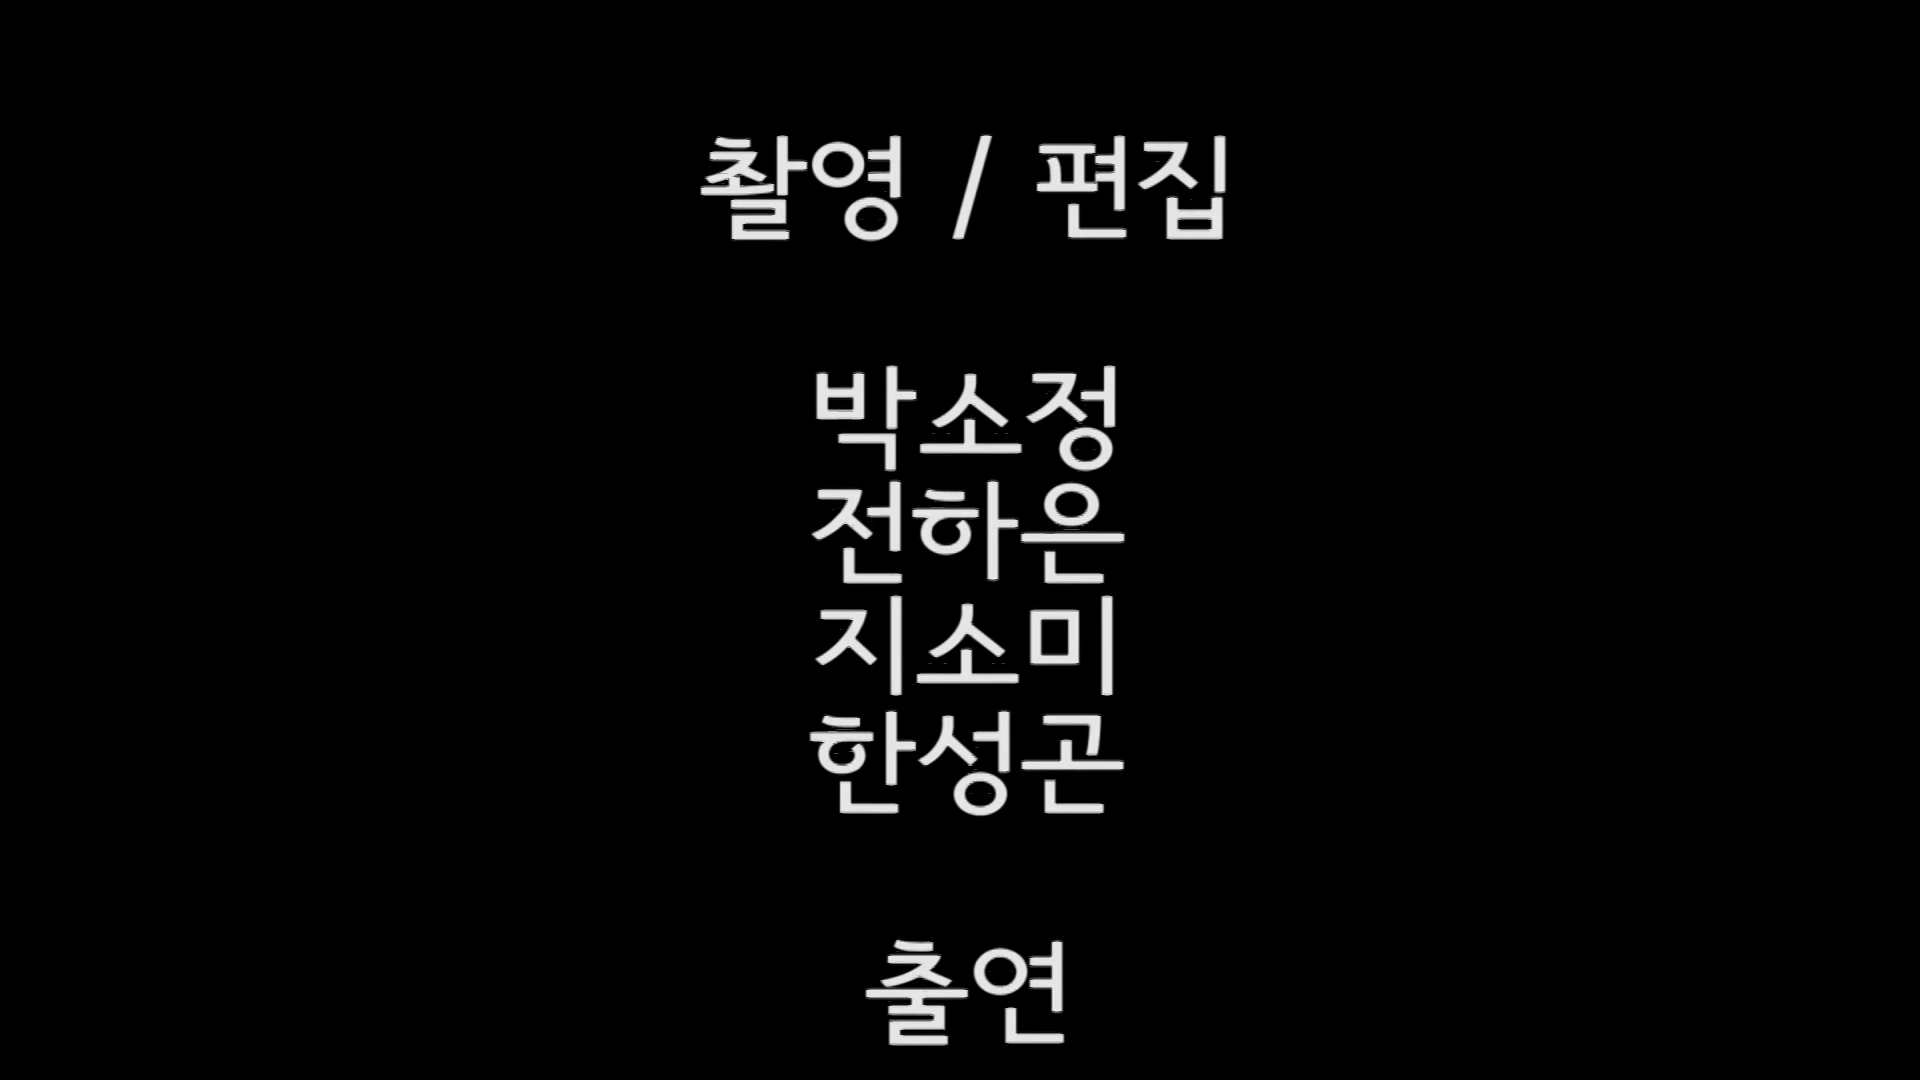 촬영 / 편집
박소정
전하은
지소미
한성곤
출연